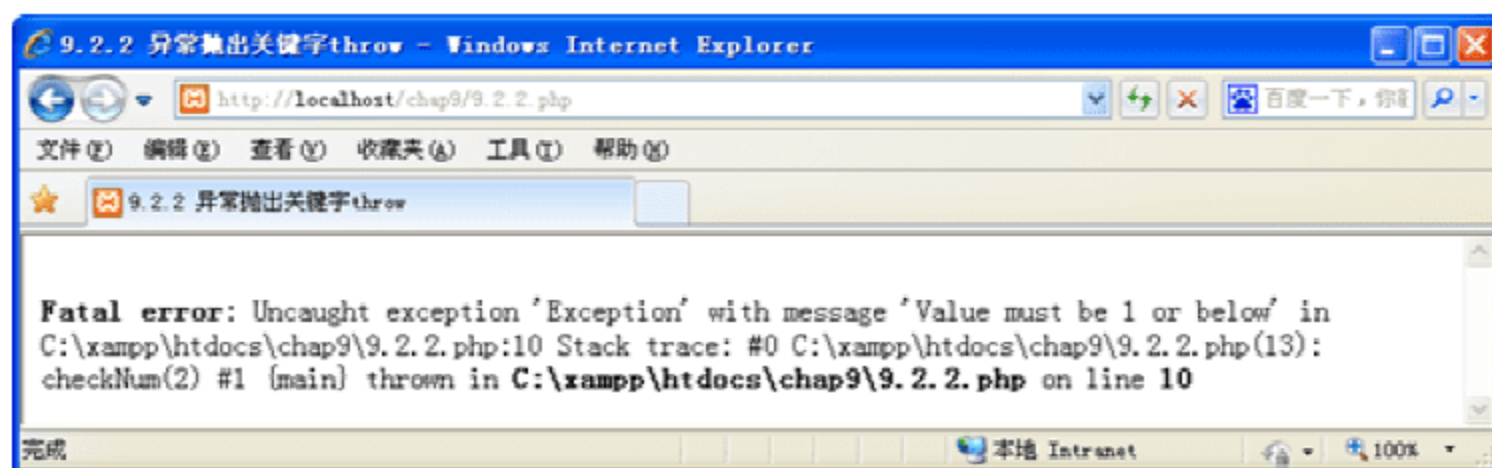 9.2.2 异常抛出关键字throw - Windows Internet Explorer
http://localhost/chap9/9.2.2.php
百度一下，你
文件(F) 编辑(E) 查看(V) 收藏夹(A) 工具(T) 帮助(H)
9.2.2 异常抛出关键字throw
Fatal error: Uncaught exception 'Exception' with message 'Value must be 1 or below' in
C:\xampp\htdocs\chap9\9.2.2.php:10 Stack trace: #0 C:\xampp\htdocs\chap9\9.2.2.php(13):
checkNum(2) #1 {main} thrown in C:\xampp\htdocs\chap9\9.2.2.php on line 10
完成 本地 Intranet 100%